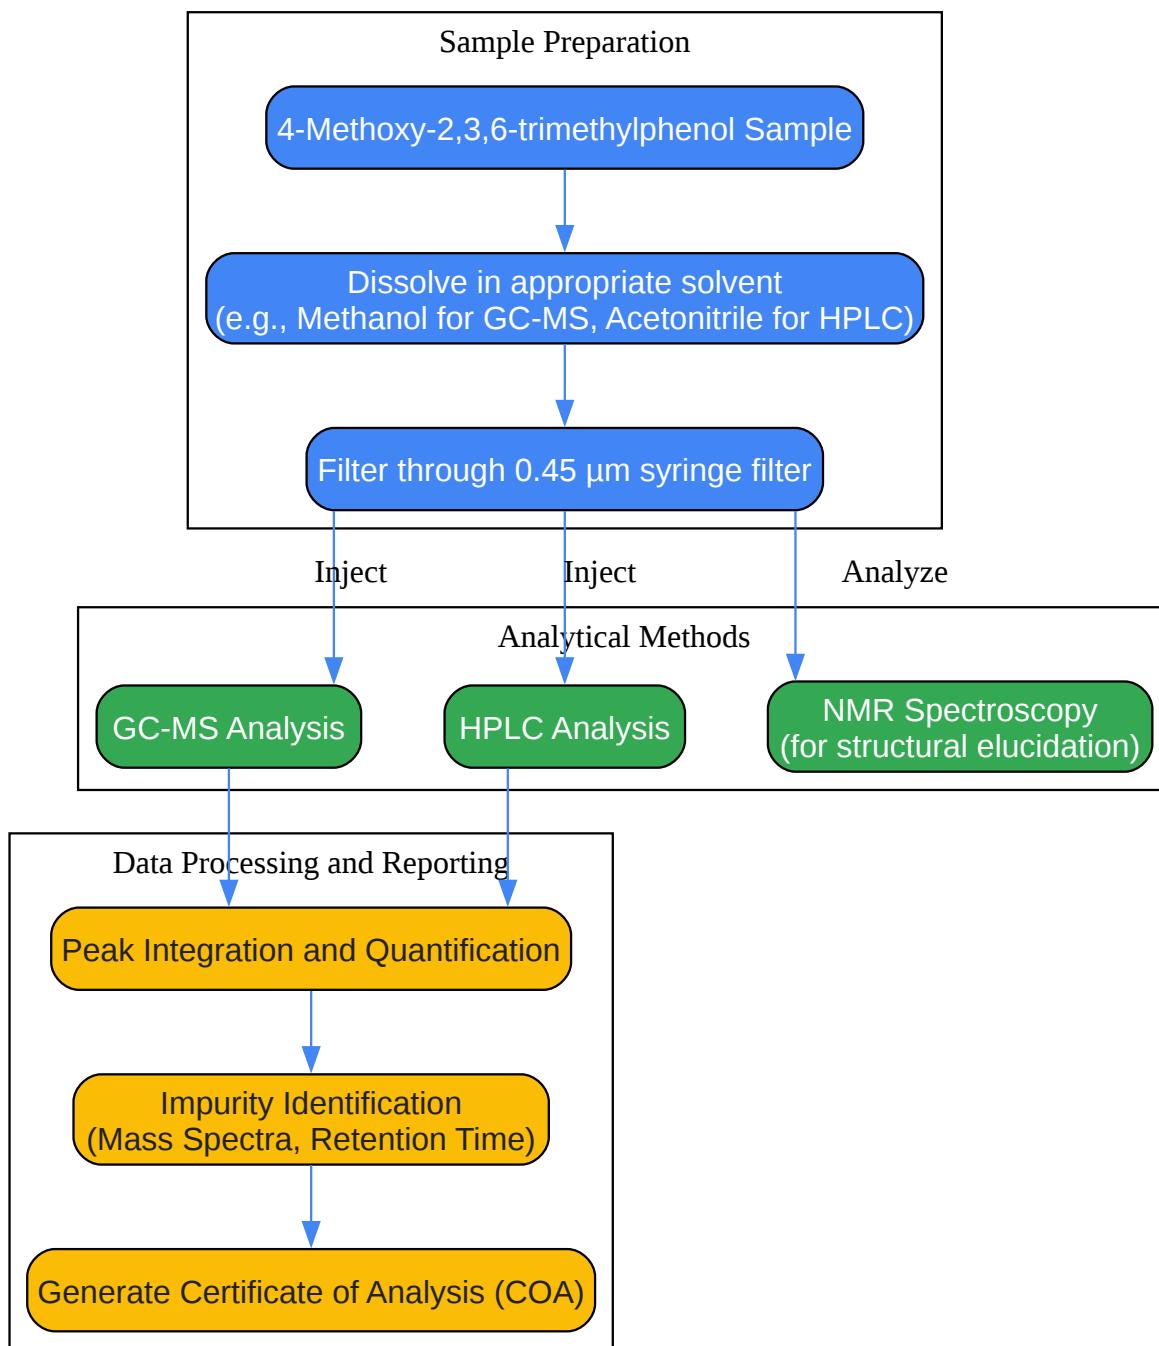 Sample Preparation
4-Methoxy-2,3,6-trimethylphenol Sample
Dissolve in appropriate solvent
(e.g., Methanol for GC-MS, Acetonitrile for HPLC)
Filter through 0.45 µm syringe filter
Inject
Inject
Analyze
Analytical Methods
GC-MS Analysis
HPLC Analysis
NMR Spectroscopy
(for structural elucidation)
Data Processing and Reporting
Peak Integration and Quantification
Impurity Identification
(Mass Spectra, Retention Time)
Generate Certificate of Analysis (COA)